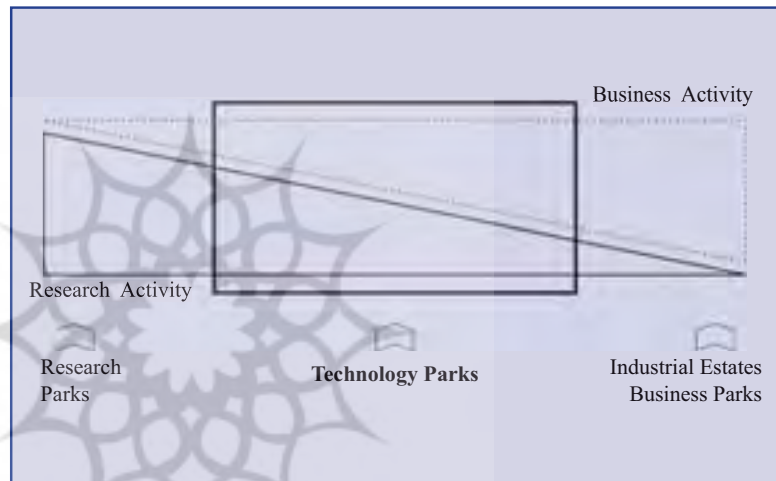 Business Activity
Research Activity
Research
Parks
Technology Parks
Industrial Estates
Business Parks